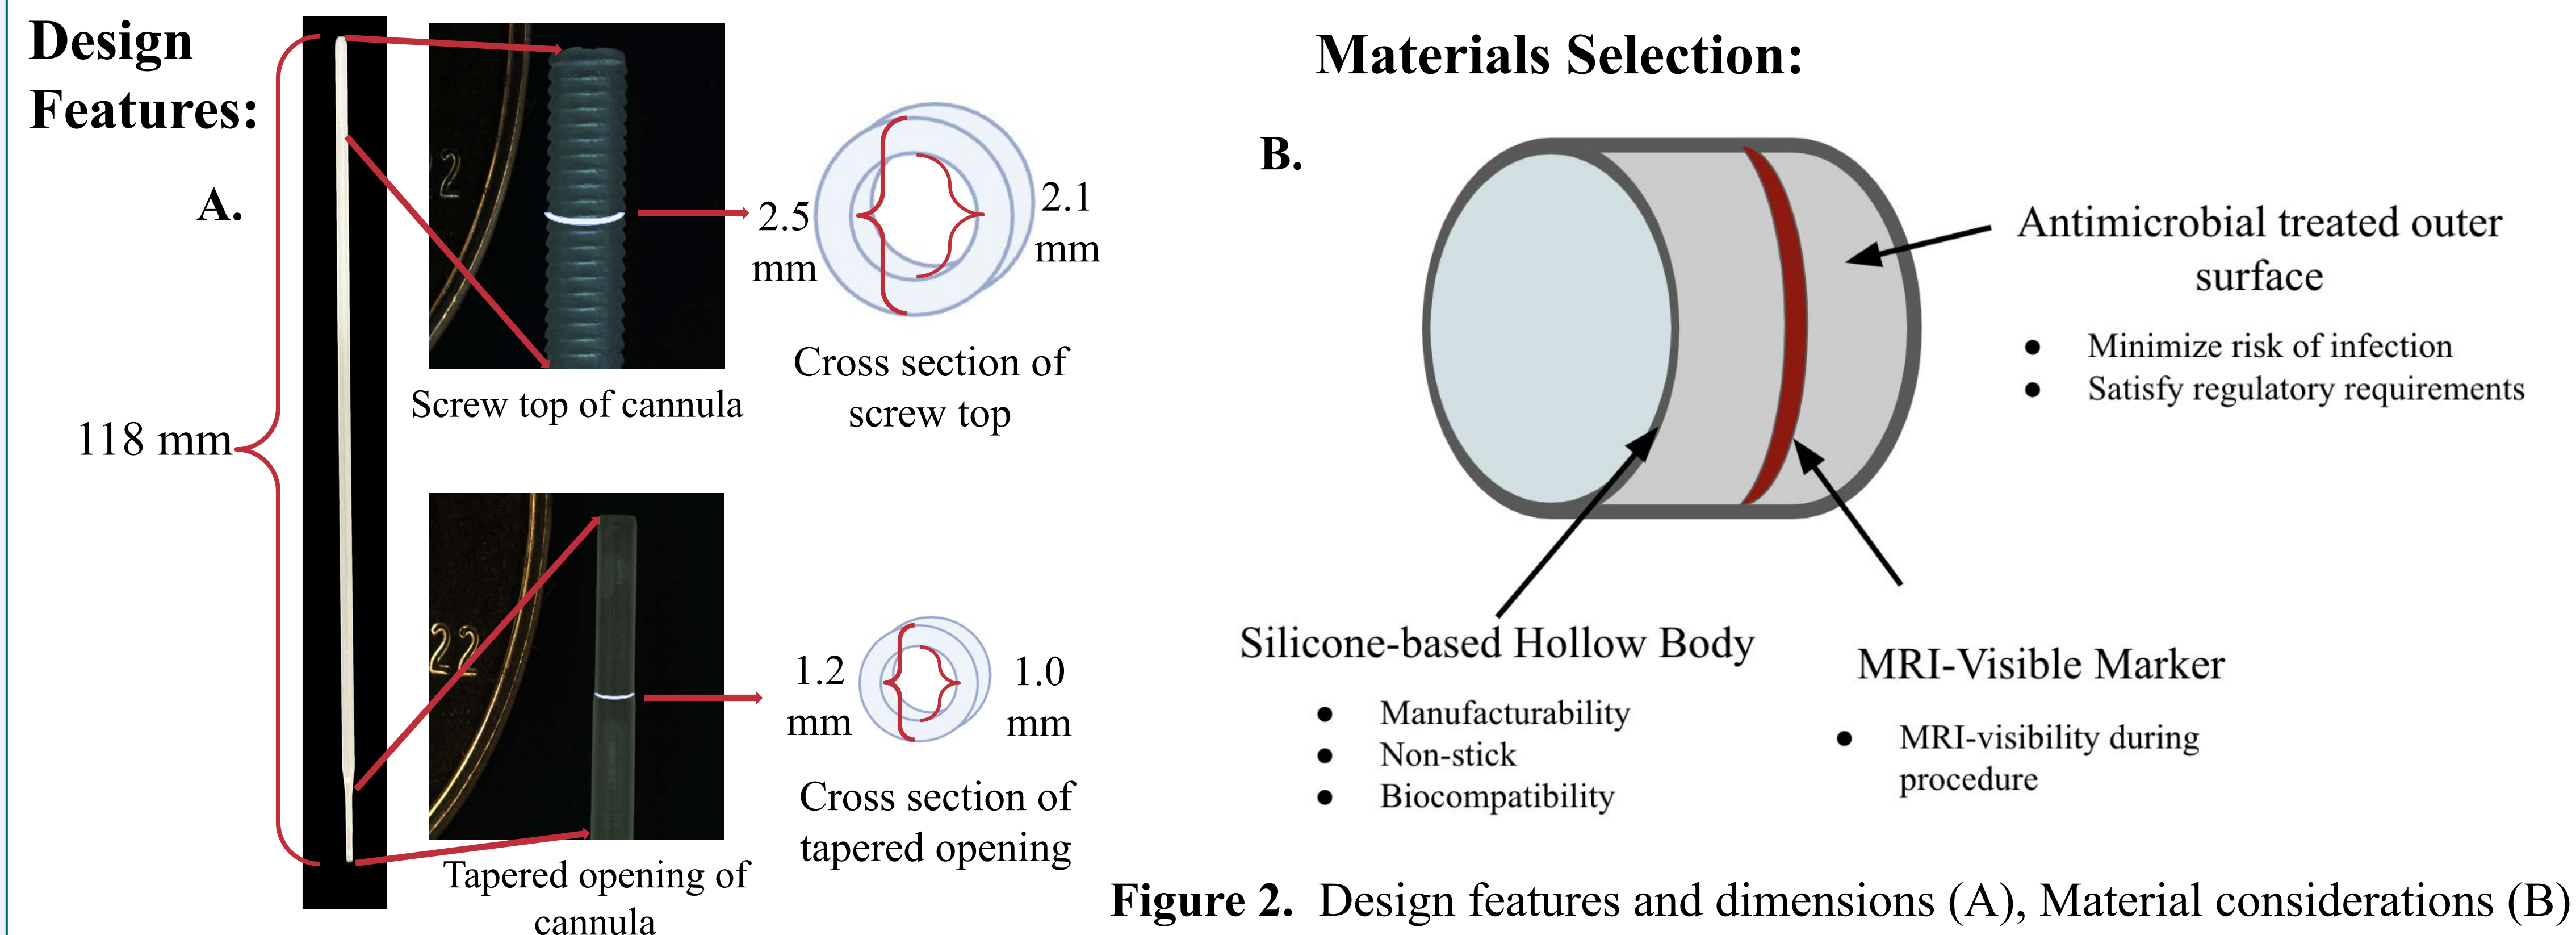 Design
Features:
A.
118 mm
22
Screw top of cannula
2.5
mm
2.1
mm
Cross section of
screw top
22
Tapered opening of
cannula
1.2
mm
1.0
mm
Cross section of
tapered opening
Materials Selection:
B.
Antimicrobial treated outer
surface
● Minimize risk of infection
● Satisfy regulatory requirements
Silicone-based Hollow Body
● Manufacturability
● Non-stick
● Biocompatibility
MRI-Visible Marker
● MRI-visibility during
procedure
Figure 2. Design features and dimensions (A), Material considerations (B)